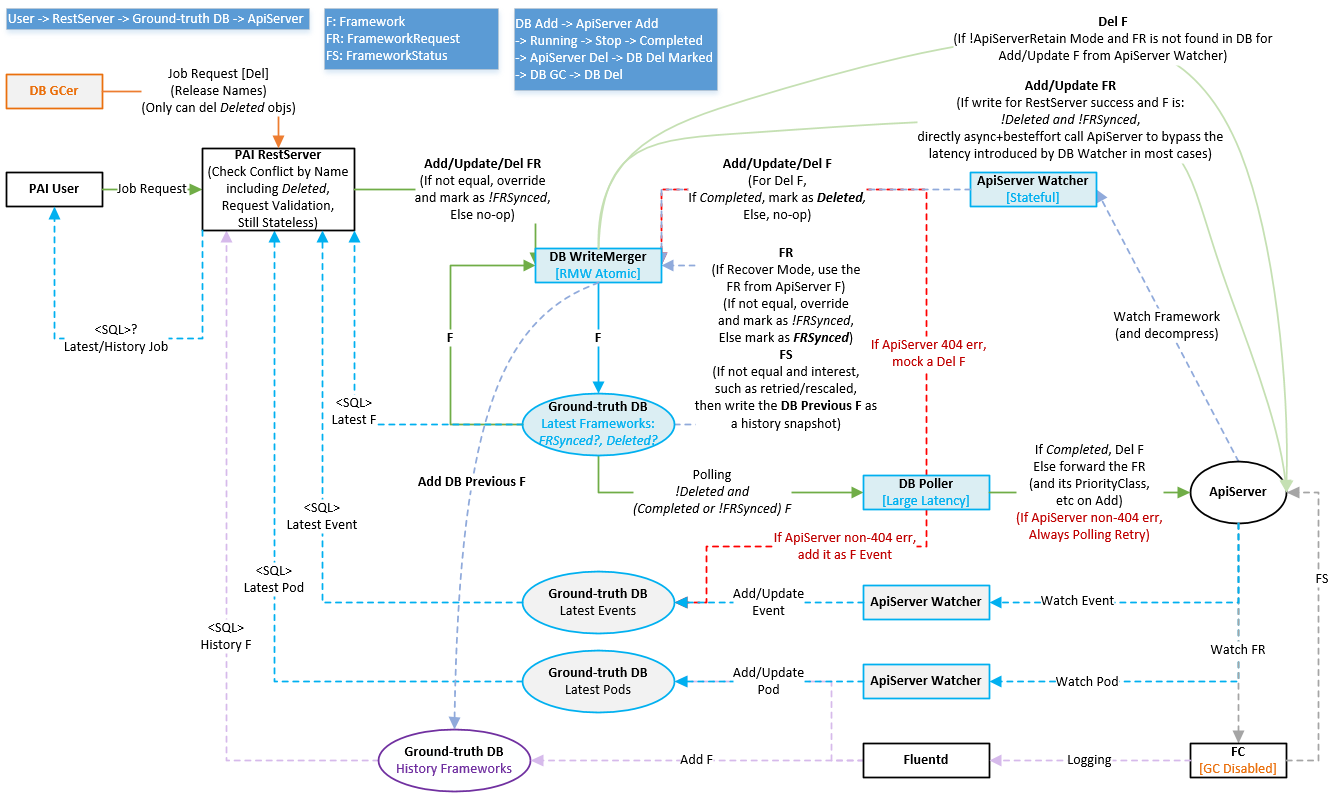 User -> RestServer -> Ground-truth DB -> ApiServer
F: Framework
FR: FrameworkRequest
FS: FrameworkStatus
DB Add -> ApiServer Add
-> Running -> Stop -> Completed
-> ApiServer Del -> DB Del Marked
-> DB GC -> DB Del
Del F
(If !ApiServerRetain Mode and FR is not found in DB for
Add/Update F from ApiServer Watcher)
DB GCer
Job Request [Del]
(Release Names)
(Only can del Deleted objs)
Add/Update FR
(If write for RestServer success and F is:
!Deleted and !FRSynced,
directly async+besteffort call ApiServer to bypass the
latency introduced by DB Watcher in most cases)
PAI User
Job Request
PAI RestServer
(Check Conflict by Name
including Deleted,
Request Validation,
Still Stateless)
Add/Update/Del FR
(If not equal, override
and mark as !FRSynced,
Else no-op)
Add/Update/Del F
(For Del F,
If Completed, mark as Deleted,
Else, no-op)
ApiServer Watcher
[Stateful]
DB WriteMerger
[RMW Atomic]
FR
(If Recover Mode, use the
FR from ApiServer F)
(If not equal, override
and mark as !FRSynced,
Else mark as FRSynced)
FS
(If not equal and interest,
such as retried/rescaled,
then write the DB Previous F as
a history snapshot)
Watch Framework
(and decompress)
<SQL>?
Latest/History Job
F
F
If ApiServer 404 err,
mock a Del F
<SQL>
Latest F
Ground-truth DB
Latest Frameworks:
FRSynced?, Deleted?
Add DB Previous F
Polling
!Deleted and
(Completed or !FRSynced) F
DB Poller
[Large Latency]
If Completed, Del F
Else forward the FR
(and its PriorityClass,
etc on Add)
(If ApiServer non-404 err,
Always Polling Retry)
ApiServer
<SQL>
Latest Event
If ApiServer non-404 err,
add it as F Event
<SQL>
Latest Pod
Ground-truth DB
Latest Events
Add/Update
Event
ApiServer Watcher
Watch Event
FS
<SQL>
History F
Watch FR
Ground-truth DB
Latest Pods
Add/Update
Pod
ApiServer Watcher
Watch Pod
Ground-truth DB
History Frameworks
Add F
Fluentd
Logging
FC
[GC Disabled]